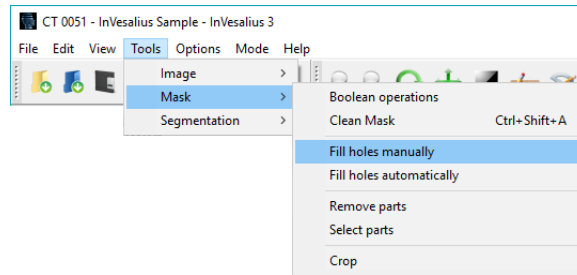 CT 0051 - InVesalius Sample - InVesalius 3
File Edit View Tools Options Mode Help
Image
Mask
Segmentation
Boolean operations
Clean Mask Ctrl+Shift+A
Fill holes manually
Fill holes automatically
Remove parts
Select parts
Crop